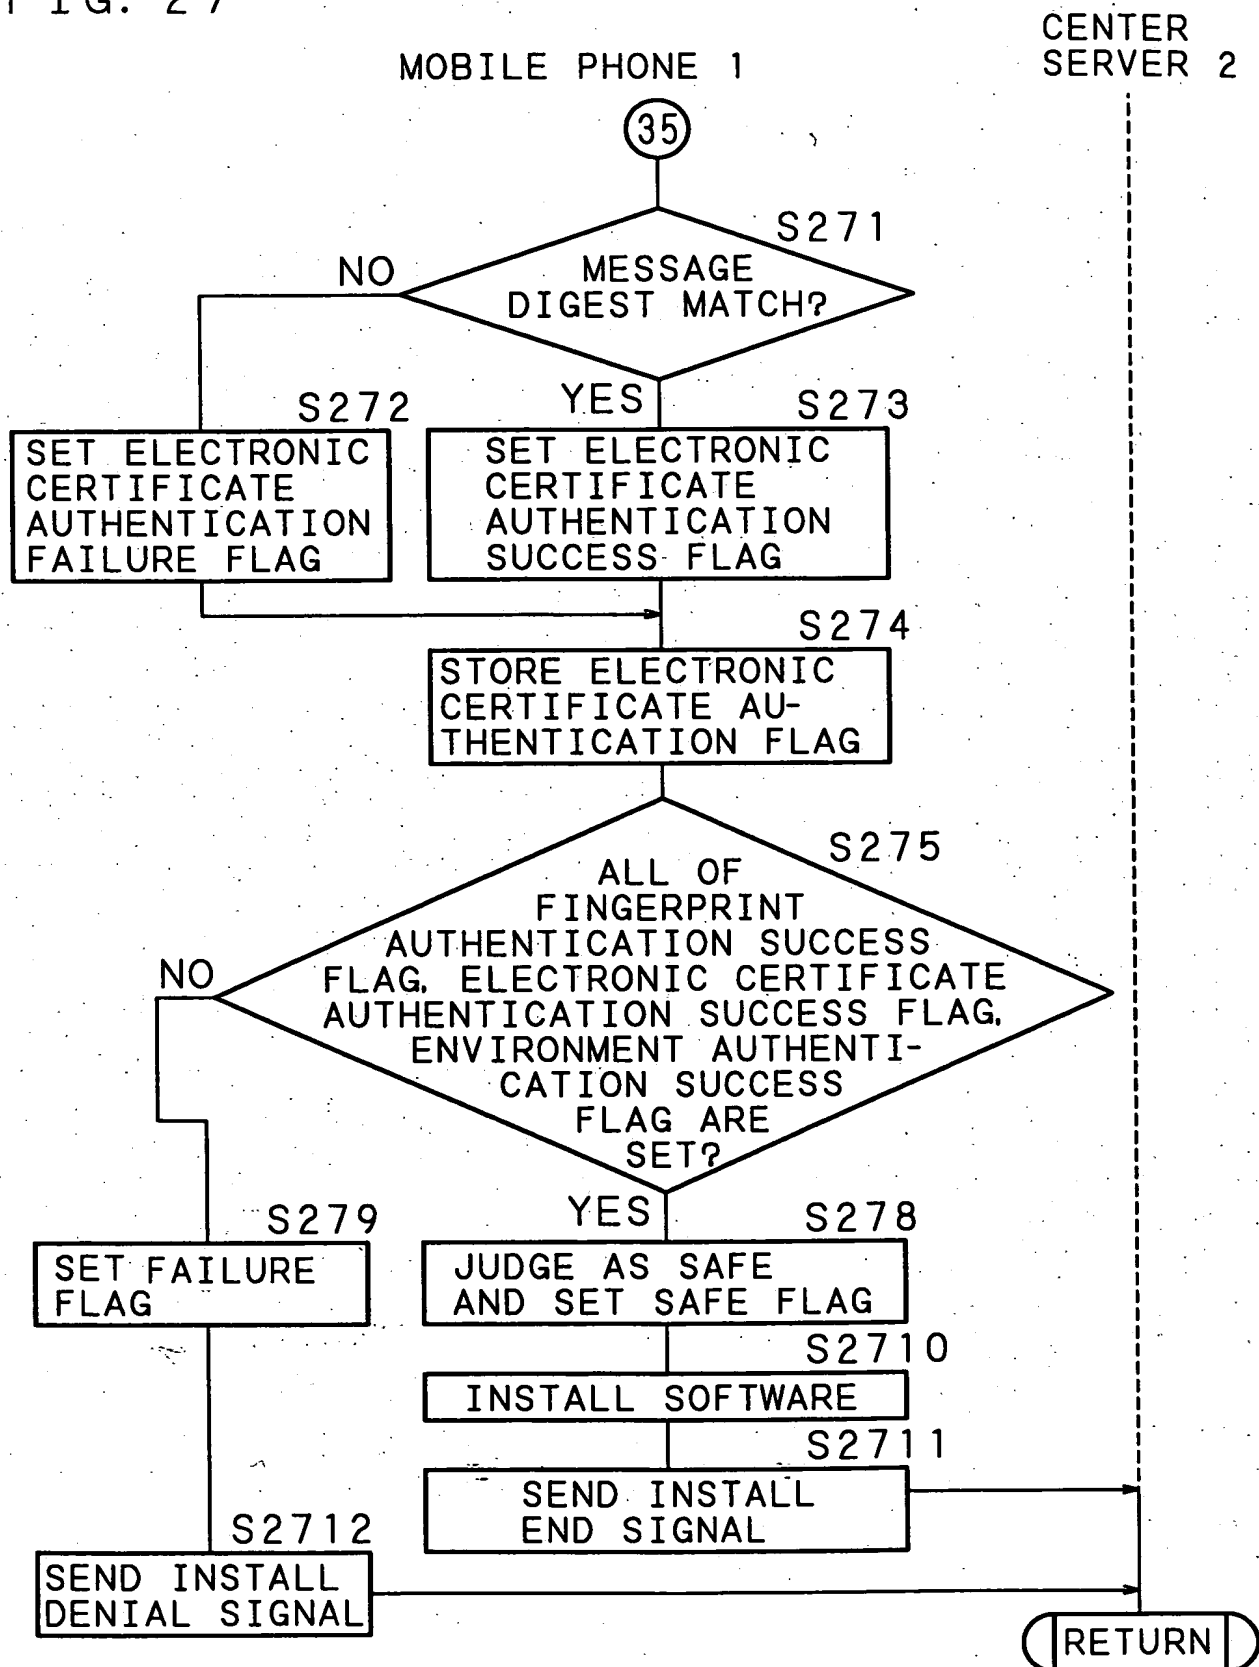 FIG. 27
CENTER
SERVER 2
MOBILE PHONE 1
35
S271
NO
MESSAGE
DIGEST MATCH?
YES
S272
S273
SET ELECTRONIC
CERTIFICATE
AUTHENTICATION
FAILURE FLAG
SET ELECTRONIC
CERTIFICATE
AUTHENTICATION
SUCCESS FLAG
S274
STORE ELECTRONIC
CERTIFICATE AU-
THENTICATION FLAG
S275
ALL OF
FINGERPRINT
AUTHENTICATION SUCCESS
FLAG, ELECTRONIC CERTIFICATE
AUTHENTICATION SUCCESS FLAG,
ENVIRONMENT AUTHENTI-
CATION SUCCESS
FLAG ARE
SET?
NO
YES
S279
S278
SET FAILURE
FLAG
JUDGE AS SAFE
AND SET SAFE FLAG
S2710
INSTALL SOFTWARE
S2711
SEND INSTALL
END SIGNAL
S2712
SEND INSTALL
DENIAL SIGNAL
RETURN